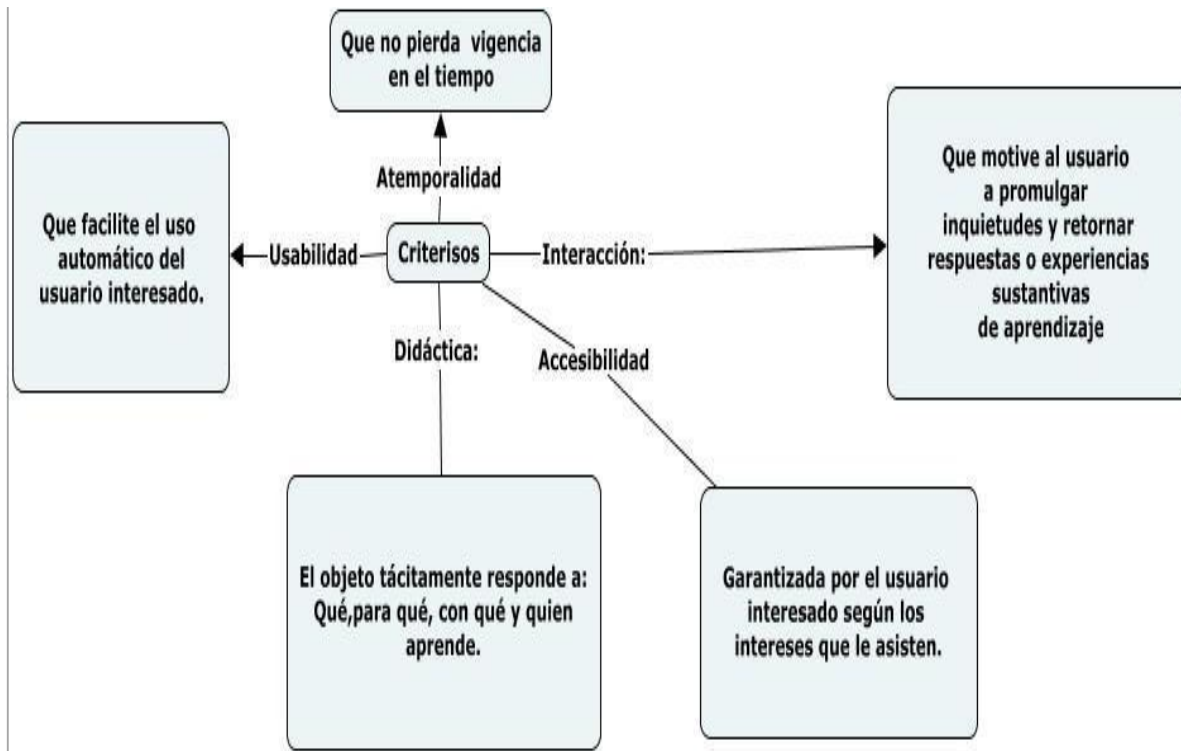 Que no pierda vigencia
en el tiempo
Atemporalidad
Que facilite el uso
automático del
usuario interesado.
Usabilidad
Criterisos
Interacción:
Que motive al usuario
a promulgar
inquietudes y retornar
respuestas o experiencias
sustantivas
de aprendizaje
Didáctica:
Accesibilidad
El objeto tácitamente responde a:
Qué,para qué, con qué y quien
aprende.
Garantizada por el usuario
interesado según los
intereses que le asisten.